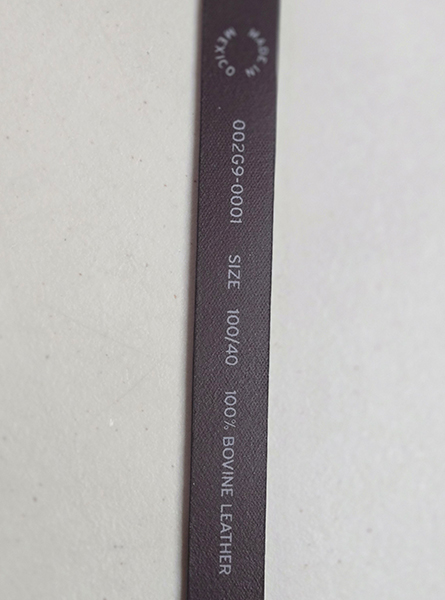 MADE IN MEXICO
002G9-0001 SIZE 100/40 100% BOVINE LEATHER